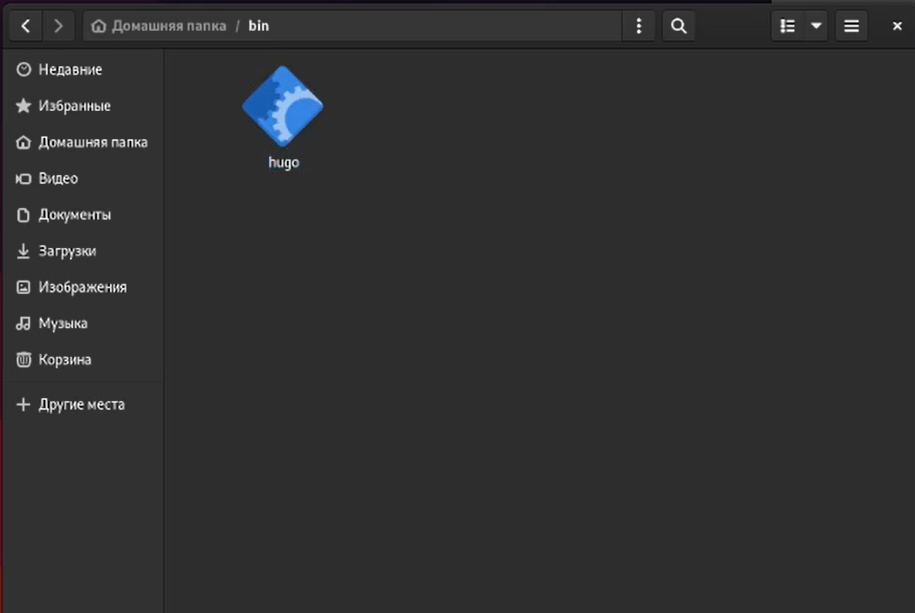 Домашняя папка / bin
Недавние
Избранные
Домашняя папка
Видео
Документы
Загрузки
Изображения
Музыка
Корзина
Другие места
hugo